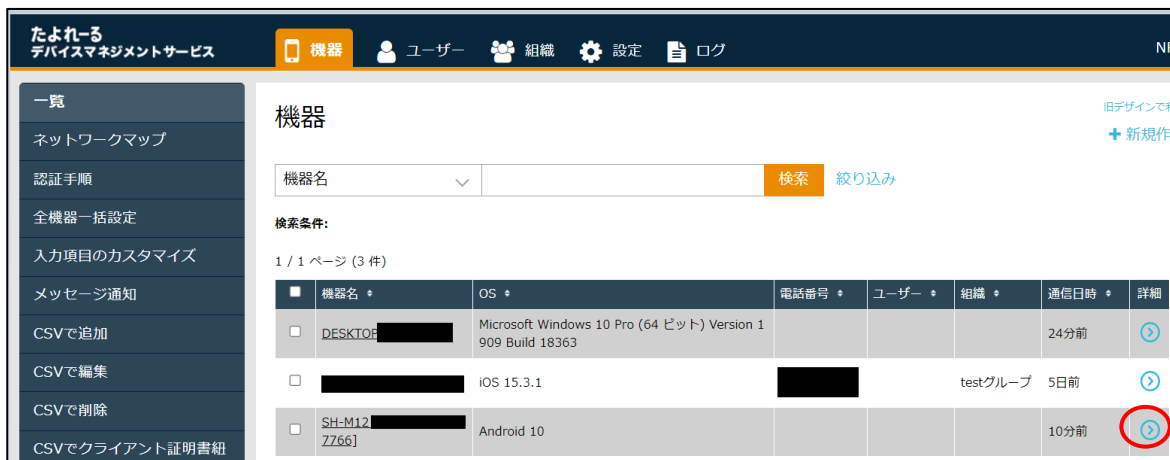 たよれーる
デバイスマネジメントサービス
機器
ユーザー
組織
設定
ログ
一覧
ネットワークマップ
認証手順
全機器一括設定
入力項目のカスタマイズ
メッセージ通知
CSVで追加
CSVで編集
CSVで削除
CSVでクライアント証明書紐
機器
旧デザインで
+ 新規作
機器名
検索
絞り込み
検索条件:
1 / 1 ページ (3 件)
機器名 OS 電話番号 ユーザー 組織 通信日時 詳細
DESKTOP
Microsoft Windows 10 Pro (64 ビット) Version 1
909 Build 18363
24分前
iOS 15.3.1 testグループ 5日前
SH-M12
7766]
Android 10
10分前